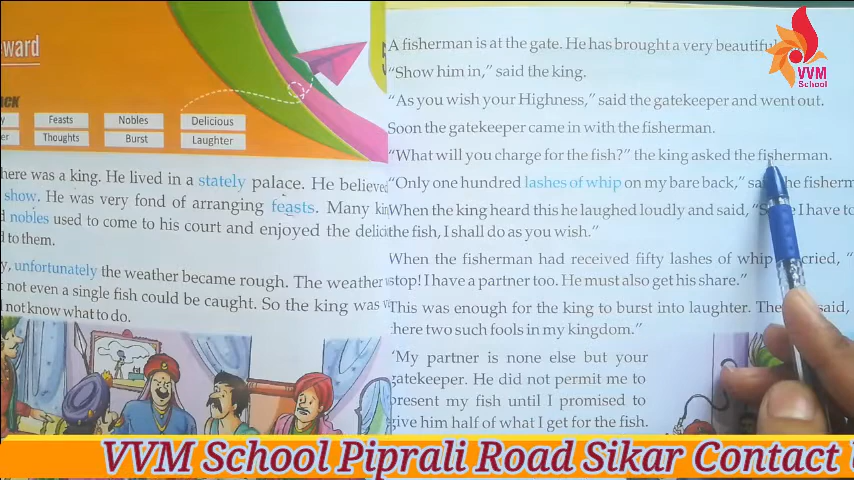 eward
ACK
Feasts
Nobles
Delicious
Thoughts
Burst
Laughter
here was a king. He lived in a stately palace. He believed
show. He was very fond of arranging feasts. Many
nobles used to come to his court and enjoyed the
d to them.
unfortunately the weather became rough. The weather
not even a single fish could be caught. So the king was
not know what to do.
A fisherman is at the gate. He has brought a very beautiful
"Show him in," said the king.
"As you wish your Highness," said the gatekeeper and went out.
Soon the gatekeeper came in with the fisherman.
"What will you charge for the fish?" the king asked the fisherman.
"Only one hundred lashes of whip on my bare back," the
When the king heard this he laughed loudly and said, I have to
the fish, I shall do as you wish."
When the fisherman had received fifty lashes of whip cried, "
stop! I have a partner too. He must also get his share."
This was enough for the king to burst into laughter. said,
there two such fools in my kingdom."
'My partner is none else but your
gatekeeper. He did not permit me to
present my fish until I promised to
give him half of what I get for the fish.
VVM
School
VVM School Piprali Road Sikar Contact